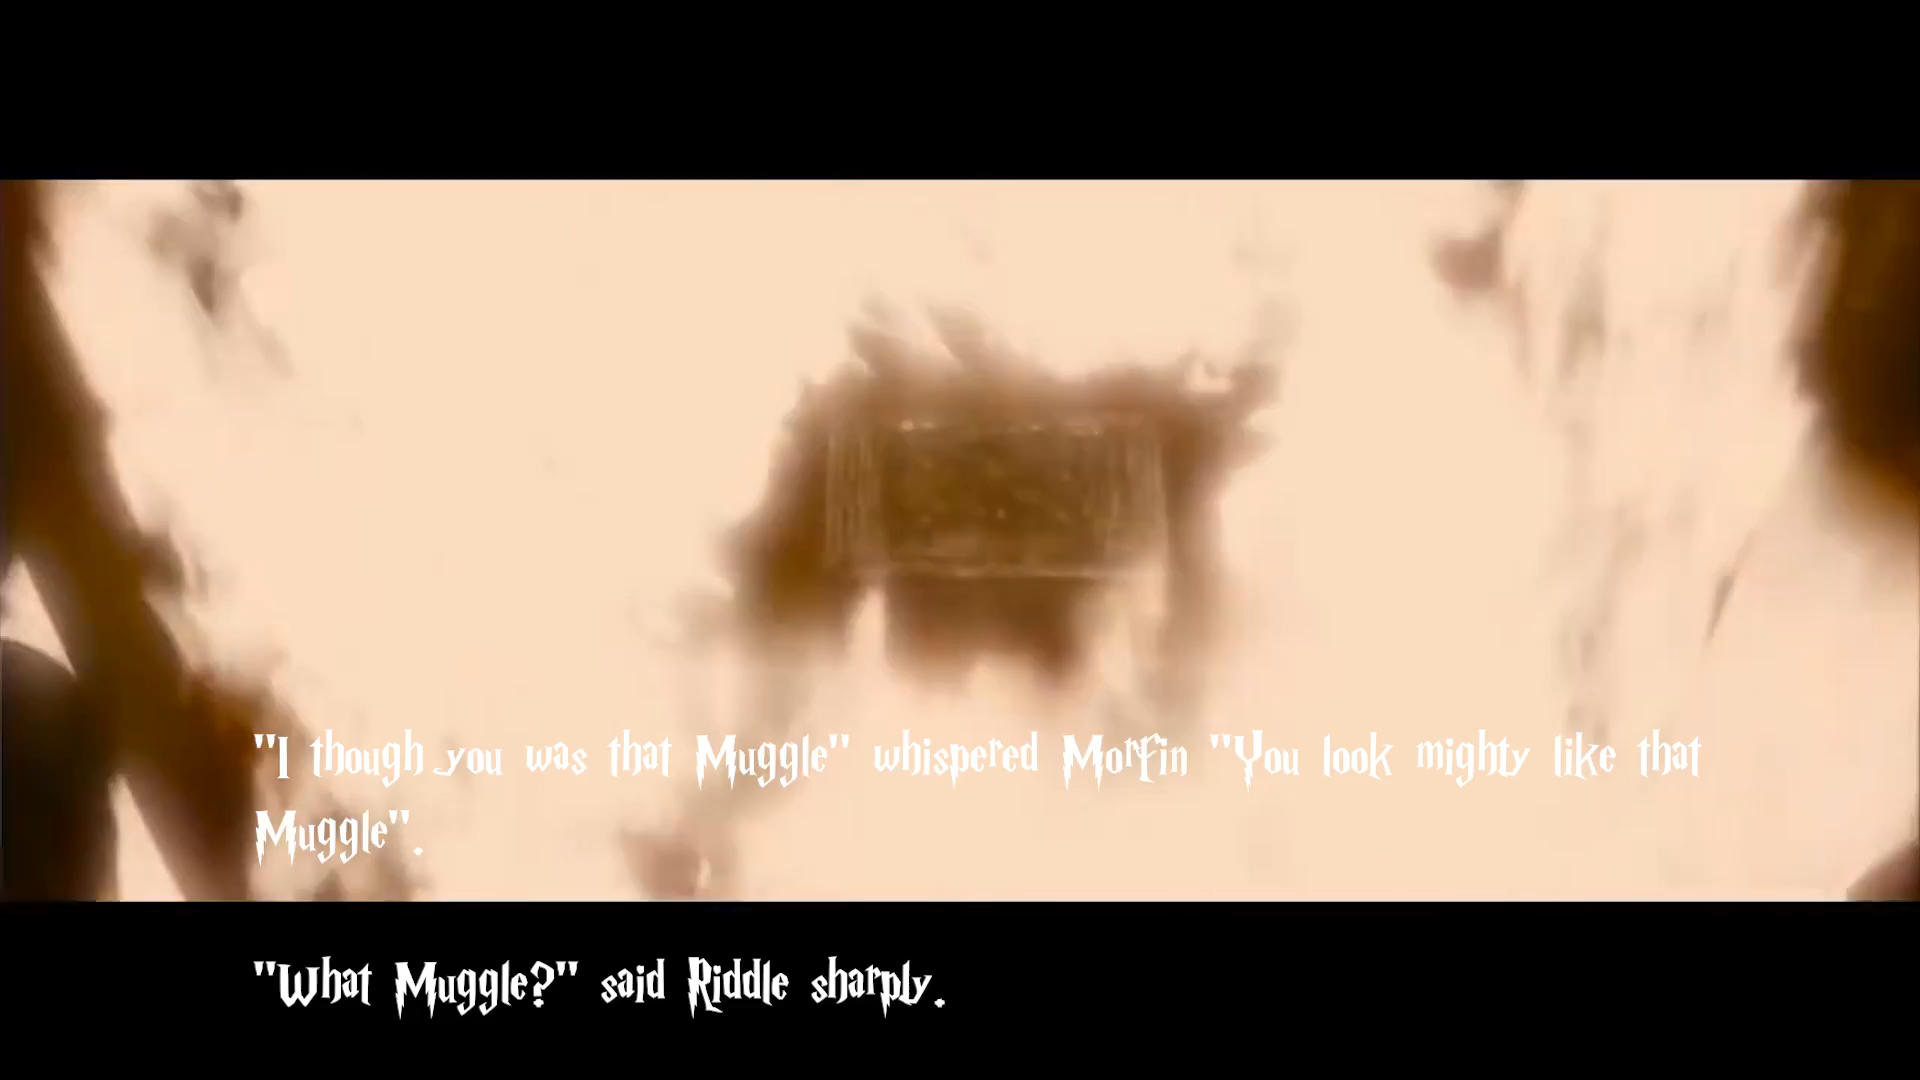 "I though you was that Muggle" whispered Morfin "You look mighty like that
Muggle".
"What Muggle?" said Riddle sharply.